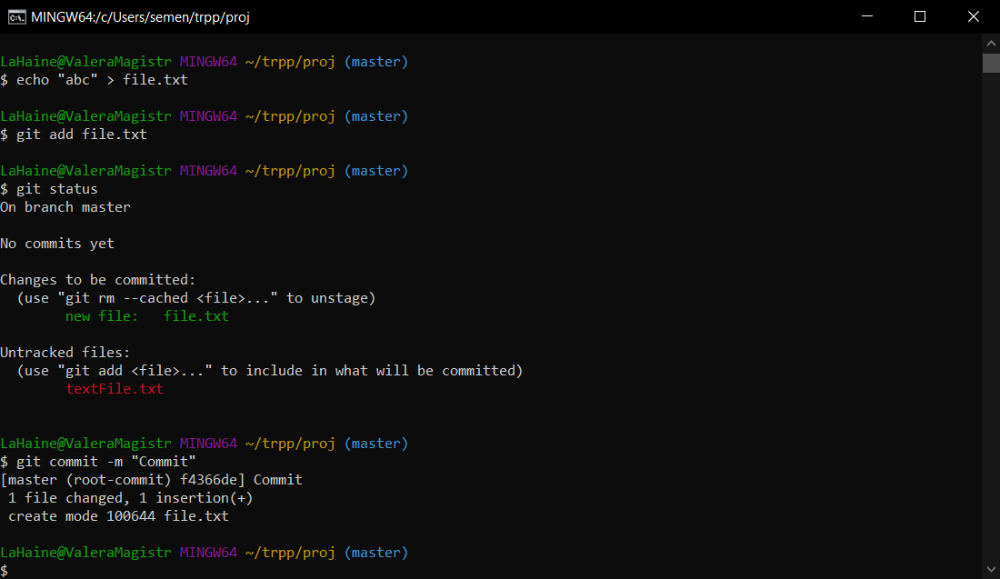 MINGW64:/c/Users/semen/trpp/proj
LaHaine@ValeraMagistr MINGW64 ~/trpp/proj (master)
$ echo "abc" > file.txt
LaHaine@ValeraMagistr MINGW64 ~/trpp/proj (master)
$ git add file.txt
LaHaine@ValeraMagistr MINGW64 ~/trpp/proj (master)
$ git status
On branch master
No commits yet
Changes to be committed:
  (use "git rm --cached <file>..." to unstage)
        new file:   file.txt
Untracked files:
  (use "git add <file>..." to include in what will be committed)
        textFile.txt
LaHaine@ValeraMagistr MINGW64 ~/trpp/proj (master)
$ git commit -m "Commit"
[master (root-commit) f4366de] Commit
 1 file changed, 1 insertion(+)
 create mode 100644 file.txt
LaHaine@ValeraMagistr MINGW64 ~/trpp/proj (master)
$